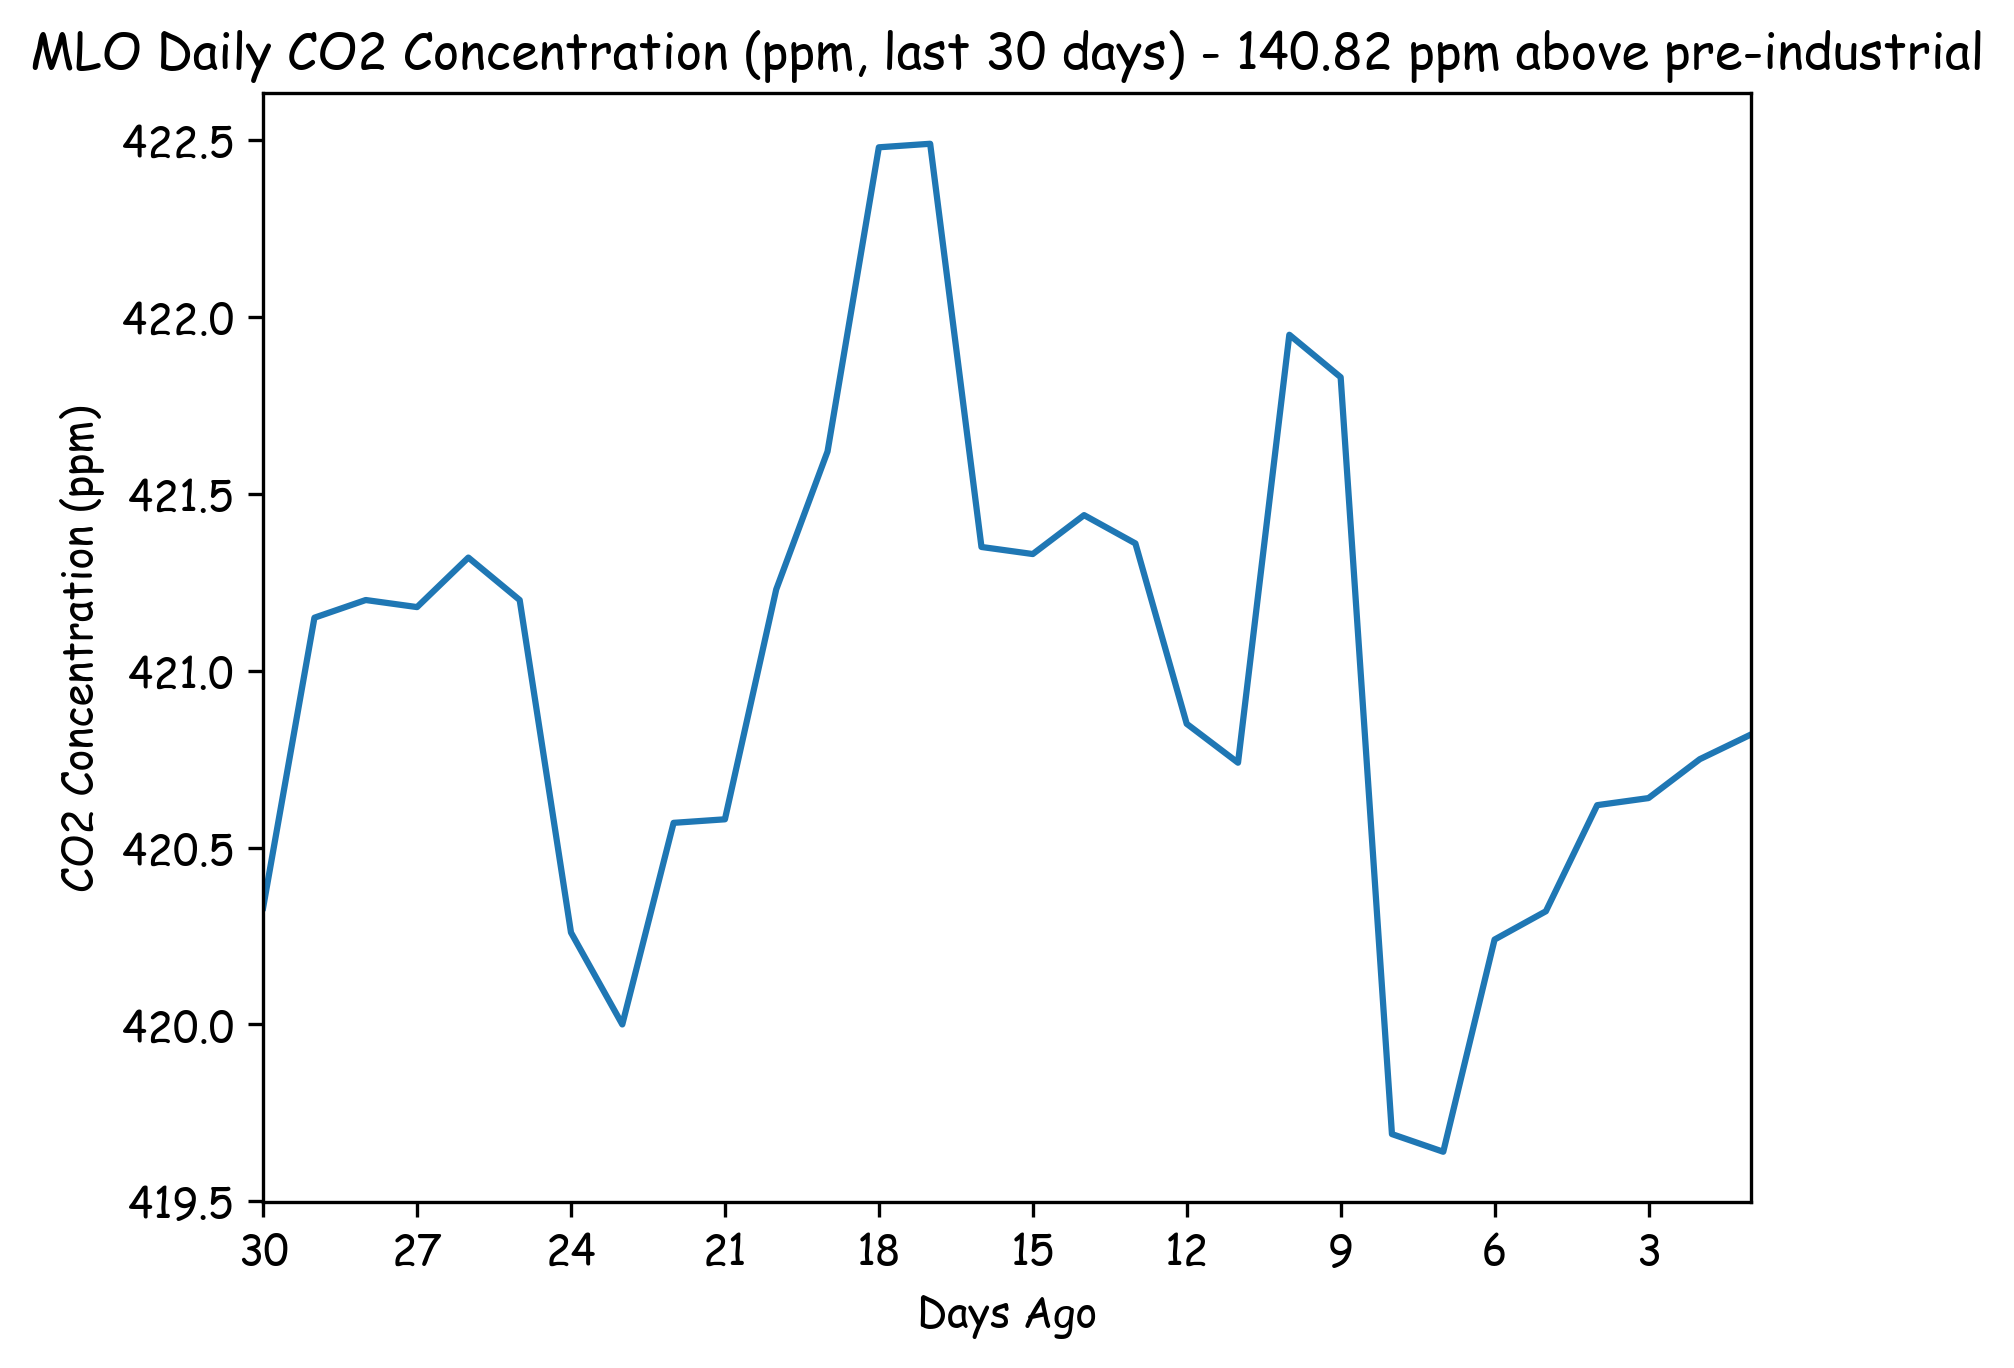 MLO Daily CO2 Concentration (ppm, last 30 days) - 140.82 ppm above pre-industrial
422.5
422.0
421.5
421.0
420.5
420.0
419.5
CO2 Concentration (ppm)
30 27 24 21 18 15 12 9 6 3
Days Ago